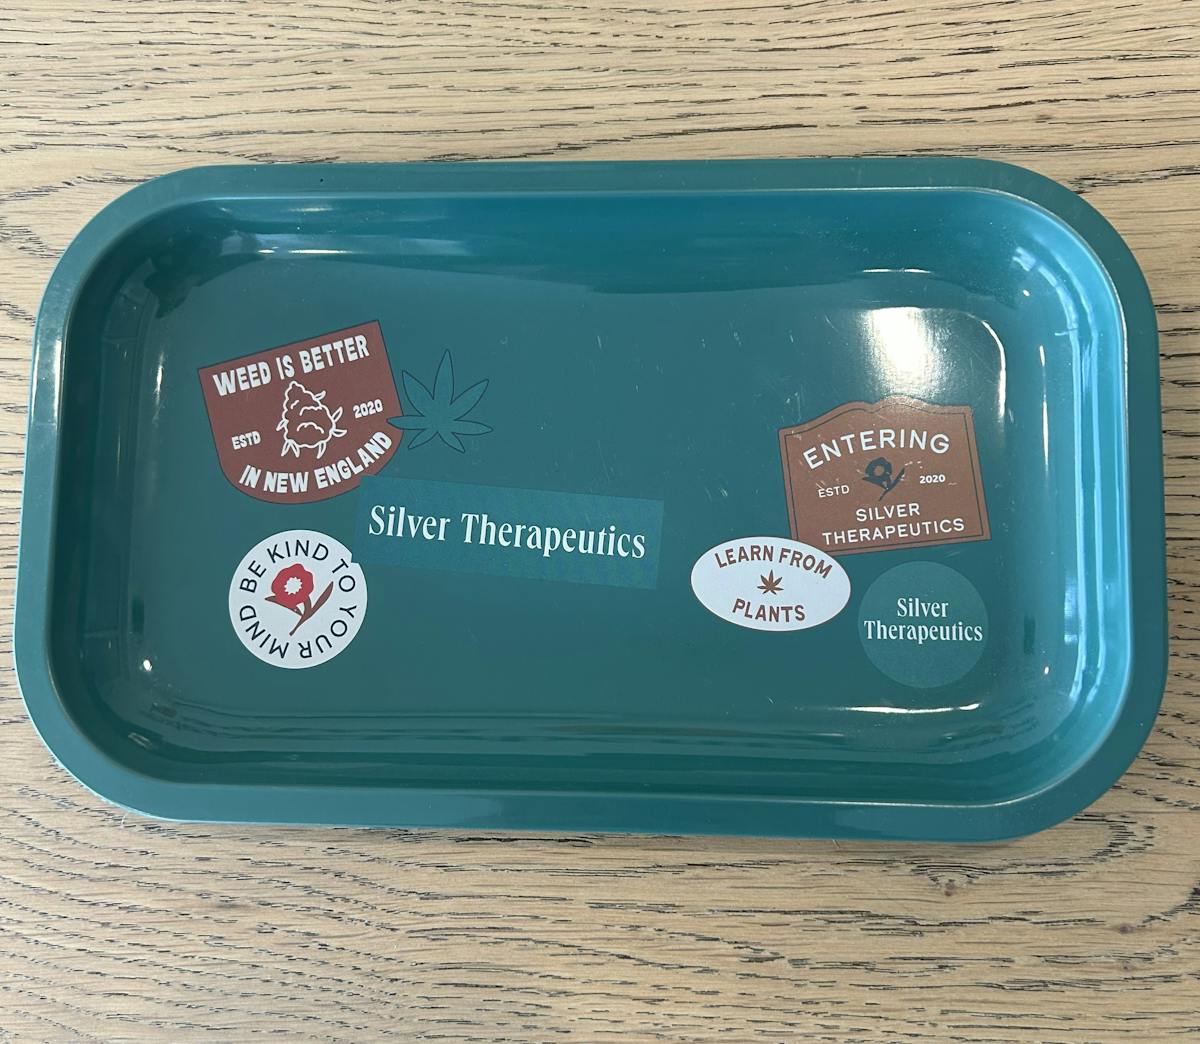 WEED IS BETTER
ESTD 2020
IN NEW ENGLAND
Silver Therapeutics
BE KIND TO YOUR MIND
ENTERING
ESTD 2020
SILVER
THERAPEUTICS
LEARN FROM
PLANTS
Silver
Therapeutics